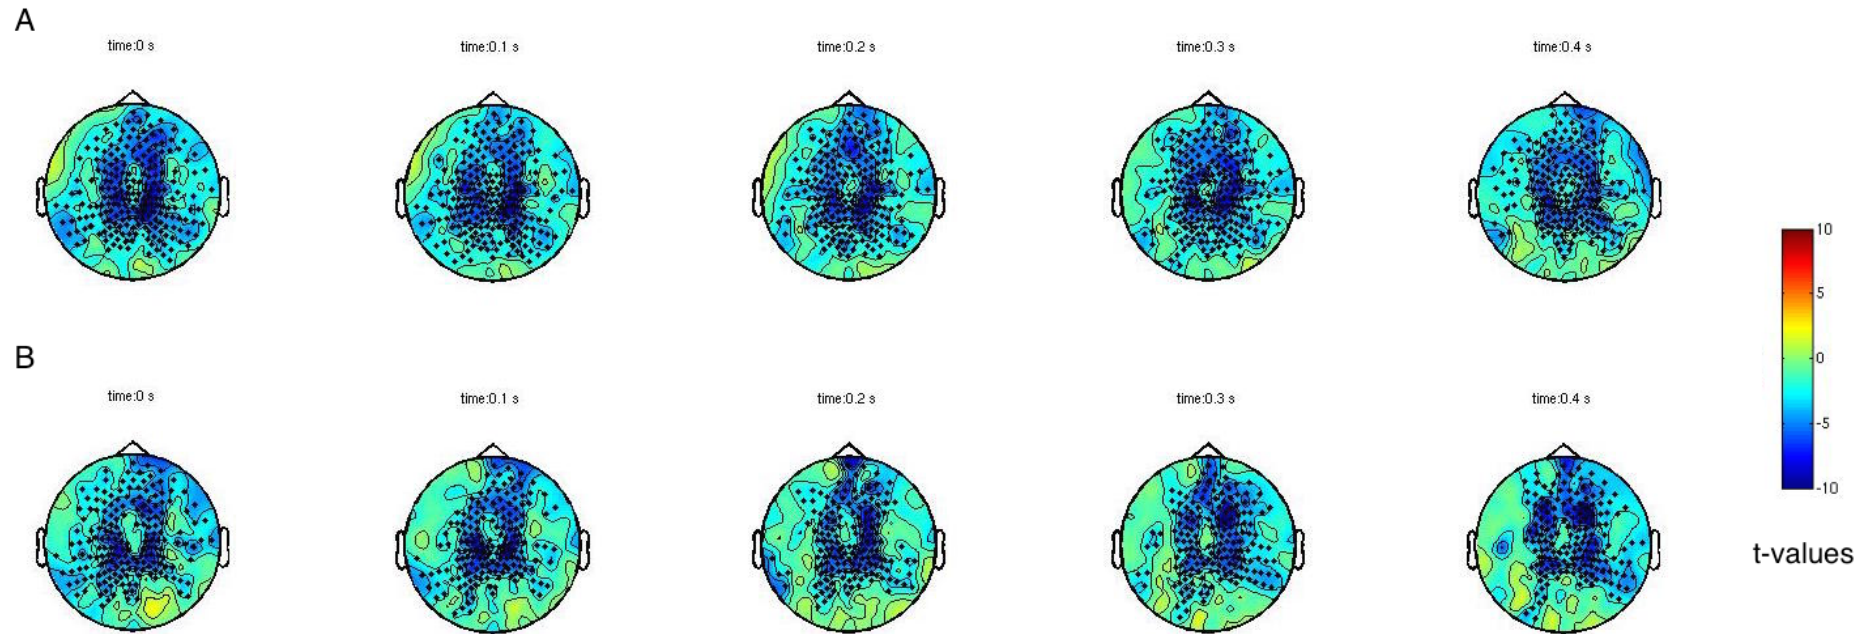 A
time:0 s
time:0.1 s
time:0.2 s
time:0.3 s
time:0.4 s
10
5
0
-5
-10
t-values
B
time:0 s
time:0.1 s
time:0.2 s
time:0.3 s
time:0.4 s